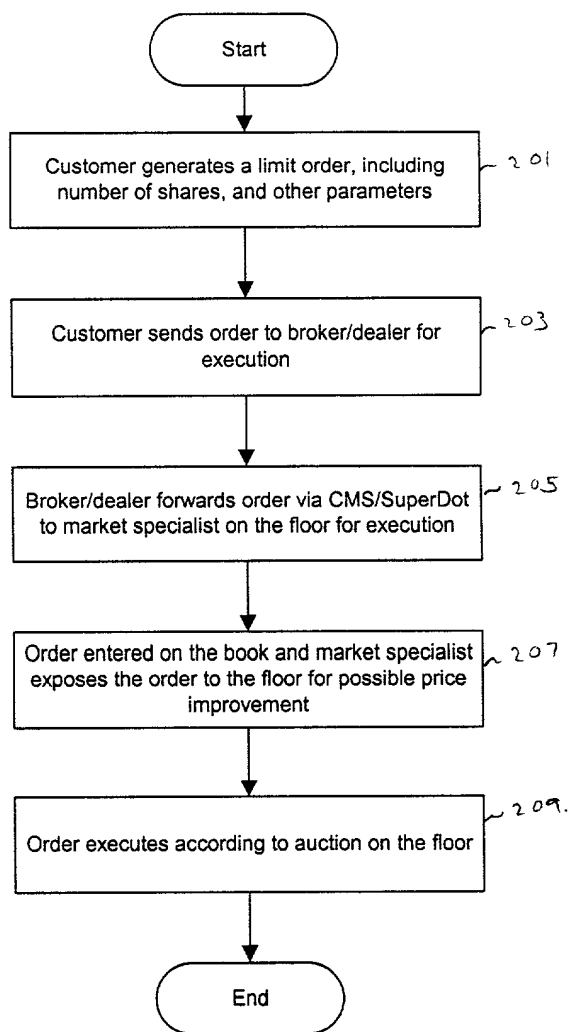 Start
Customer generates a limit order, including
number of shares, and other parameters
201
Customer sends order to broker/dealer for
execution
203
Broker/dealer forwards order via CMS/SuperDot
to market specialist on the floor for execution
205
Order entered on the book and market specialist
exposes the order to the floor for possible price
improvement
207
Order executes according to auction on the floor
209.
End